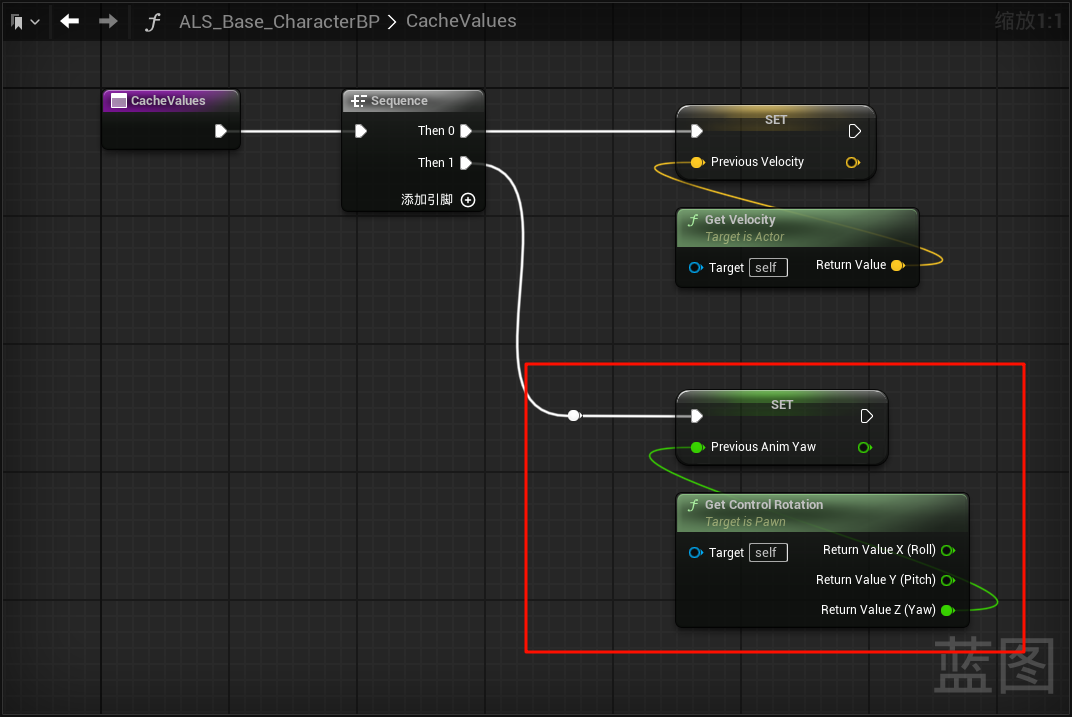 ALS_Base_CharacterBP > CacheValues
缩放1:1
CacheValues
Sequence
Then 0
Then 1
添加引脚
SET
Previous Velocity
f Get Velocity
Target is Actor
Target self
Return Value
SET
Previous Anim Yaw
f Get Control Rotation
Target is Pawn
Target self
Return Value X (Roll)
Return Value Y (Pitch)
Return Value Z (Yaw)
蓝图